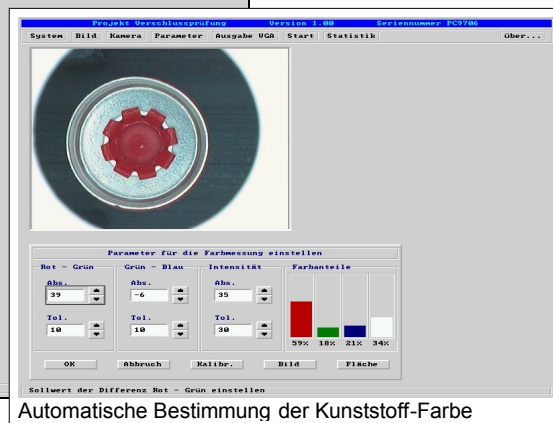 Projekt Verschlussprüfung Version 1.00 Seriennummer PC9706
System Bild Kamera Parameter Ausgabe VGA Start Statistik über...
Parameter für die Farbmessung einstellen
Rot - Grün Grün - Blau Intensität Farbanteile
Abs. Abs. Abs.
39 -6 35
Tol. Tol. Tol.
10 10 30
59% 18% 21% 34%
OK Abbruch Kalibr. Bild Fläche
Sollwert der Differenz Rot - Grün einstellen
Automatische Bestimmung der Kunststoff-Farbe